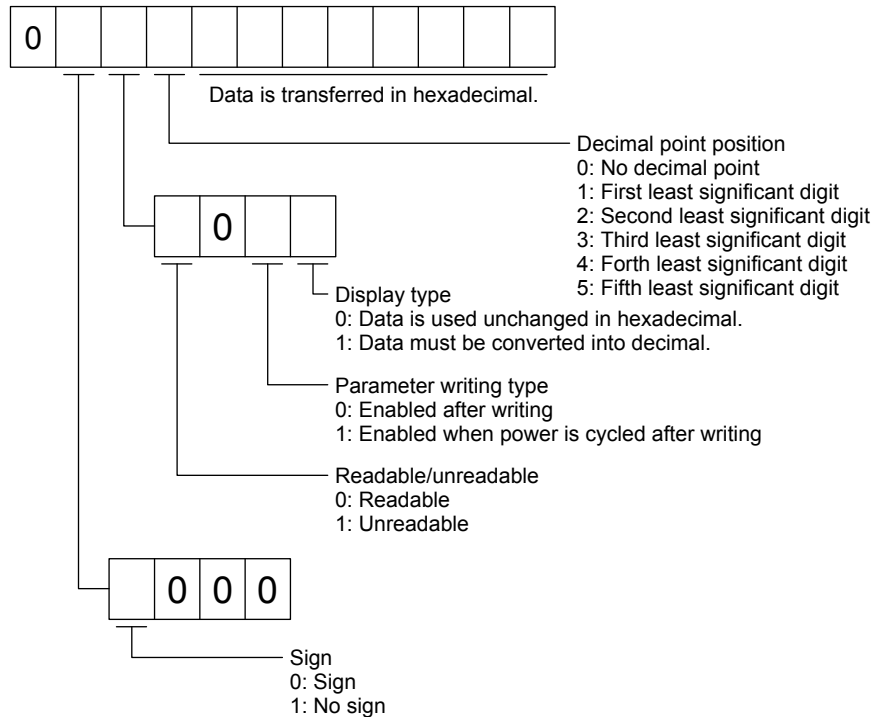 0
Data is transferred in hexadecimal.
Decimal point position
0: No decimal point
1: First least significant digit
2: Second least significant digit
3: Third least significant digit
4: Forth least significant digit
5: Fifth least significant digit
0
Display type
0: Data is used unchanged in hexadecimal.
1: Data must be converted into decimal.
Parameter writing type
0: Enabled after writing
1: Enabled when power is cycled after writing
Readable/unreadable
0: Readable
1: Unreadable
0 0 0
Sign
0: Sign
1: No sign